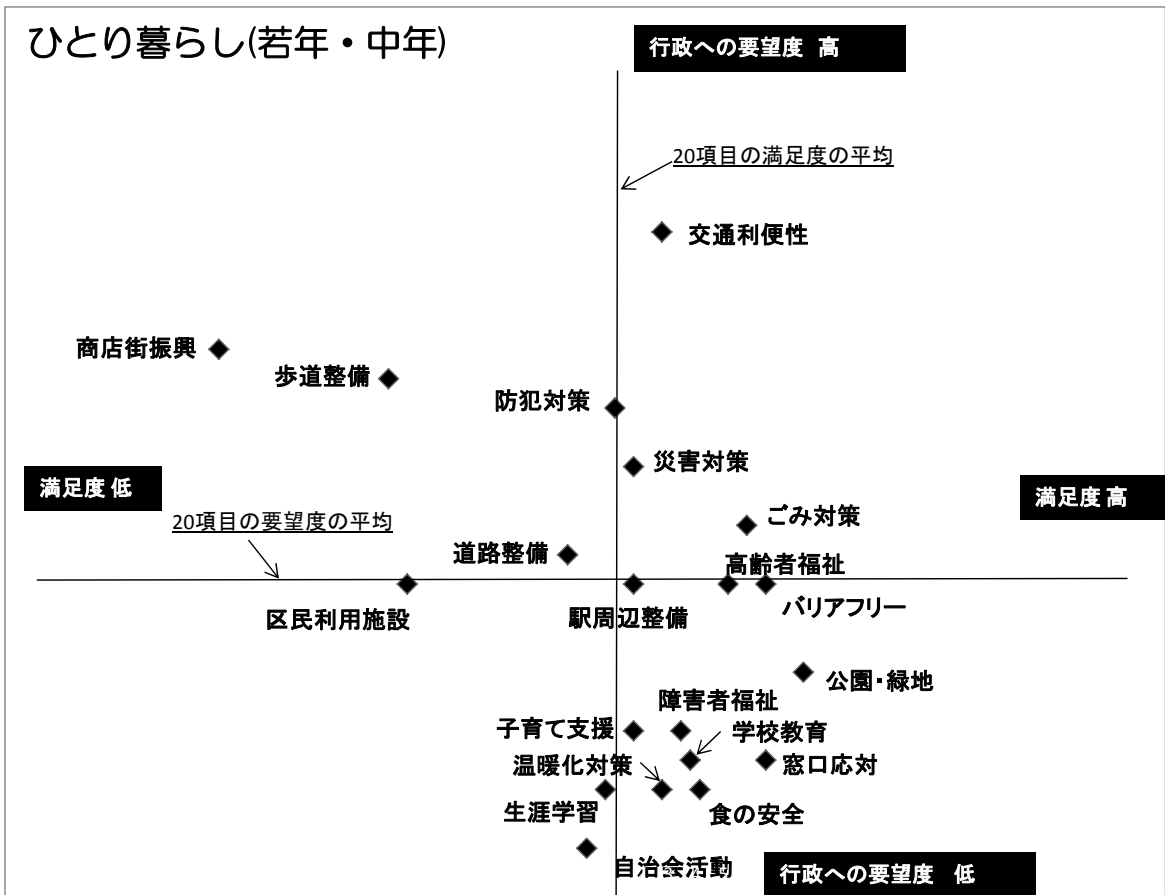 ひとり暮らし(若年・中年)
行政への要望度 高
20項目の満足度の平均
交通利便性
商店街振興
歩道整備
防犯対策
災害対策
満足度 低
満足度 高
20項目の要望度の平均
ごみ対策
道路整備
高齢者福祉
区民利用施設
駅周辺整備
バリアフリー
公園・緑地
障害者福祉
子育て支援
学校教育
温暖化対策
窓口応対
生涯学習
食の安全
自治会活動
行政への要望度 低